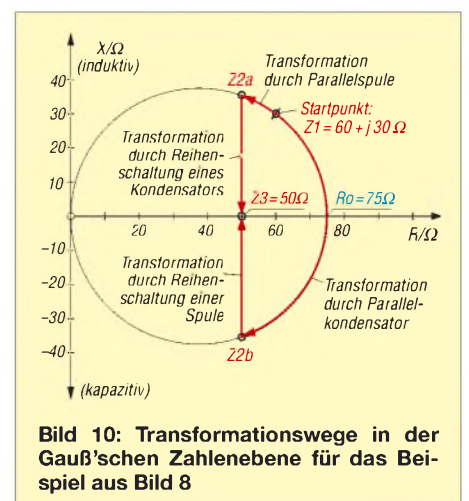 X/Ω
(induktiv)
Transformation
durch Parallelspule
40
Z2a
30
Startpunkt:
Z1 = 60 + j 30 Ω
Transformation
durch Reihen-
schaltung eines
Kondensators
20
10
Z3 = 50Ω
Ro = 75Ω
20
40
60
80
R/Ω
-10
-20
-30
-40
Transformation
durch Reihen-
schaltung einer
Spule
Transformation
durch Parallel-
kondensator
Z2b
(kapazitiv)
Bild 10: Transformationswege in der
Gauß'schen Zahlenebene für das Bei-
spiel aus Bild 8